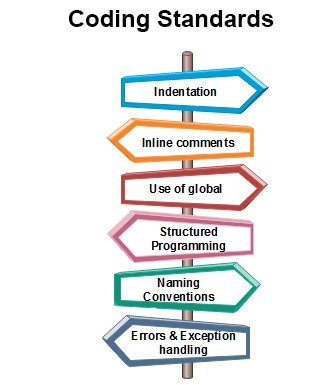 Coding Standards
Indentation
Inline comments
Use of global
Structured
Programming
Naming
Conventions
Errors & Exception
handling